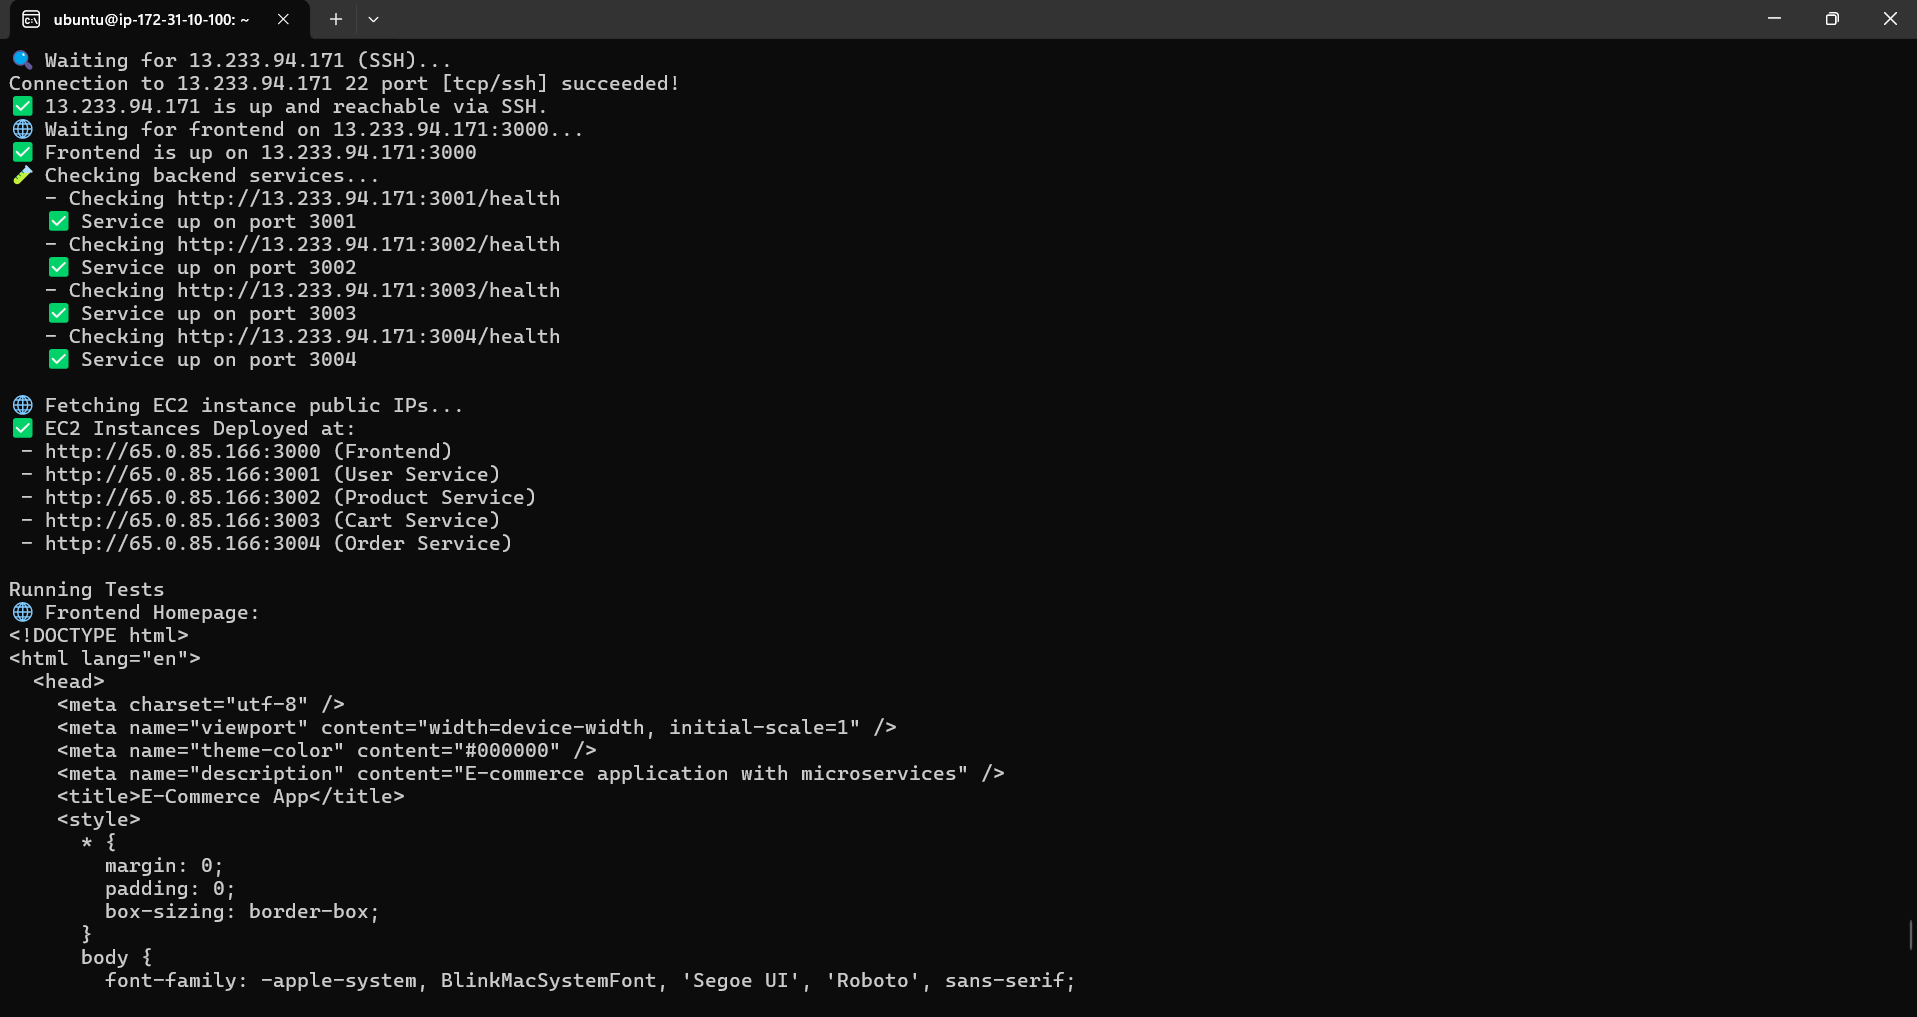 ubuntu@ip-172-31-10-100: ~
🔍 Waiting for 13.233.94.171 (SSH)...
Connection to 13.233.94.171 22 port [tcp/ssh] succeeded!
✅ 13.233.94.171 is up and reachable via SSH.
🌐 Waiting for frontend on 13.233.94.171:3000...
✅ Frontend is up on 13.233.94.171:3000
🧪 Checking backend services...
   - Checking http://13.233.94.171:3001/health
   ✅ Service up on port 3001
   - Checking http://13.233.94.171:3002/health
   ✅ Service up on port 3002
   - Checking http://13.233.94.171:3003/health
   ✅ Service up on port 3003
   - Checking http://13.233.94.171:3004/health
   ✅ Service up on port 3004

🌐 Fetching EC2 instance public IPs...
✅ EC2 Instances Deployed at:
 - http://65.0.85.166:3000 (Frontend)
 - http://65.0.85.166:3001 (User Service)
 - http://65.0.85.166:3002 (Product Service)
 - http://65.0.85.166:3003 (Cart Service)
 - http://65.0.85.166:3004 (Order Service)

Running Tests
🌐 Frontend Homepage:
<!DOCTYPE html>
<html lang="en">
  <head>
    <meta charset="utf-8" />
    <meta name="viewport" content="width=device-width, initial-scale=1" />
    <meta name="theme-color" content="#000000" />
    <meta name="description" content="E-commerce application with microservices" />
    <title>E-Commerce App</title>
    <style>
      * {
        margin: 0;
        padding: 0;
        box-sizing: border-box;
      }
      body {
        font-family: -apple-system, BlinkMacSystemFont, 'Segoe UI', 'Roboto', sans-serif;